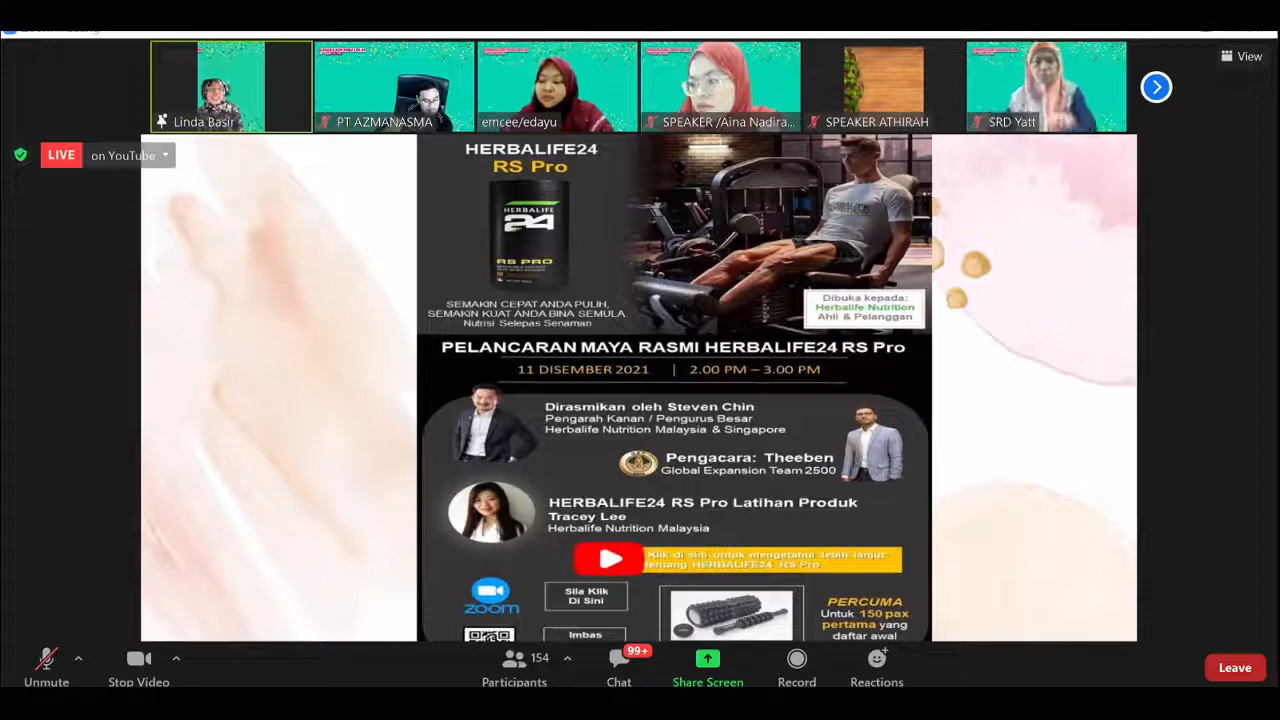 View
Linda Basir
PT AZMANASMA
emcee/edayu
SPEAKER /Aina Nadira...
SPEAKER ATHIRAH
SRD Yatt
LIVE
on YouTube
HERBALIFE24
RS Pro
HERBALIFE
24
RS PRO
SEMAKIN CEPAT ANDA PULIH,
SEMAKIN KUAT ANDA BINA SEMULA.
Nutrisi Selepas Senaman
Dibuka kepada:
Herbalife Nutrition
Ahli & Pelanggan
PELANCARAN MAYA RASMI HERBALIFE24 RS Pro
11 DISEMBER 2021 | 2.00 PM – 3.00 PM
Dirasmikan oleh Steven Chin
Pengarah Kanan / Pengurus Besar
Herbalife Nutrition Malaysia & Singapore
Pengacara: Theeben
Global Expansion Team 2500
HERBALIFE24 RS Pro Latihan Produk
Tracey Lee
Herbalife Nutrition Malaysia
Klik di sini untuk mengetahui lebih lanjut
tentang HERBALIFE24 RS Pro
zoom
Sila Klik
Di Sini
Imbas
PERCUMA
Untuk 150 pax
pertama yang
daftar awal
Unmute
Stop Video
154
Participants
99+
Chat
Share Screen
Record
Reactions
Leave